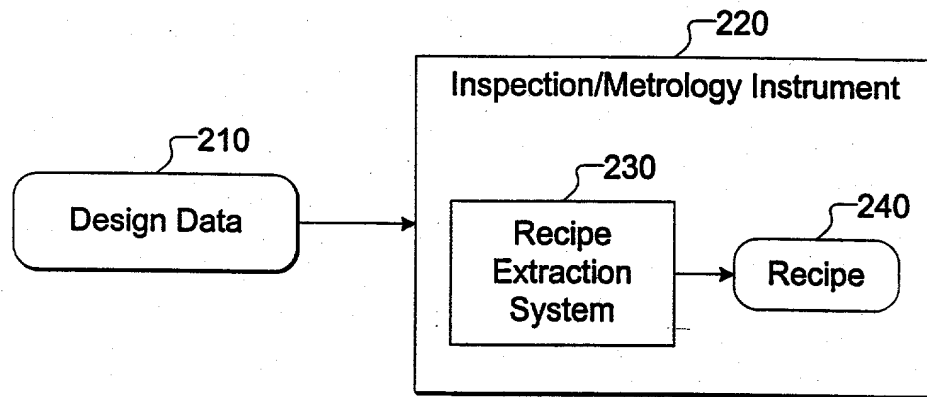 220
Inspection/Metrology Instrument
210
Design Data
230
Recipe
Extraction
System
240
Recipe